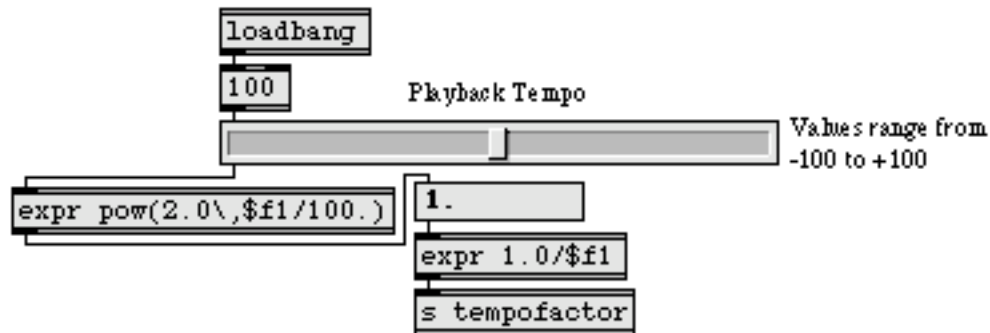 loadbang
100
Playback Tempo
Values range from
-100 to +100
expr pow(2.0\,$f1/100.)
1.
expr 1.0/$f1
s tempofactor